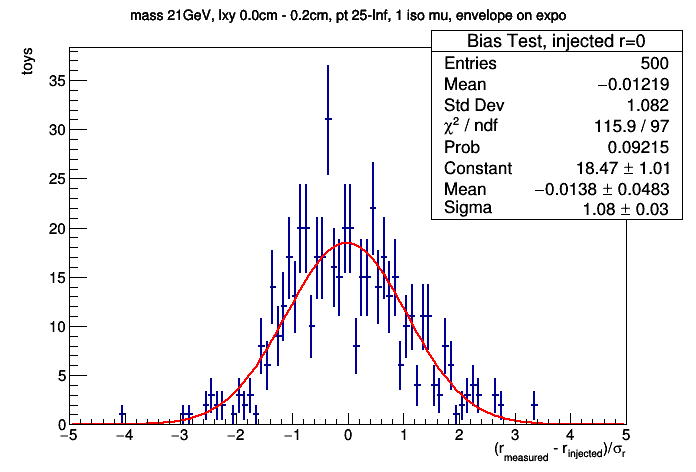 mass 21GeV, lxy 0.0cm - 0.2cm, pt 25-Inf, 1 iso mu, envelope on expo
toys
Bias Test, injected r=0
Entries 500
Mean −0.01219
Std Dev 1.082
χ² / ndf 115.9 / 97
Prob 0.09215
Constant 18.47 ± 1.01
Mean −0.0138 ± 0.0483
Sigma 1.08 ± 0.03
35
30
25
20
15
10
5
0
−5 −4 −3 −2 −1 0 1 2 3 4 5
(r_measured - r_injected)/σ_r